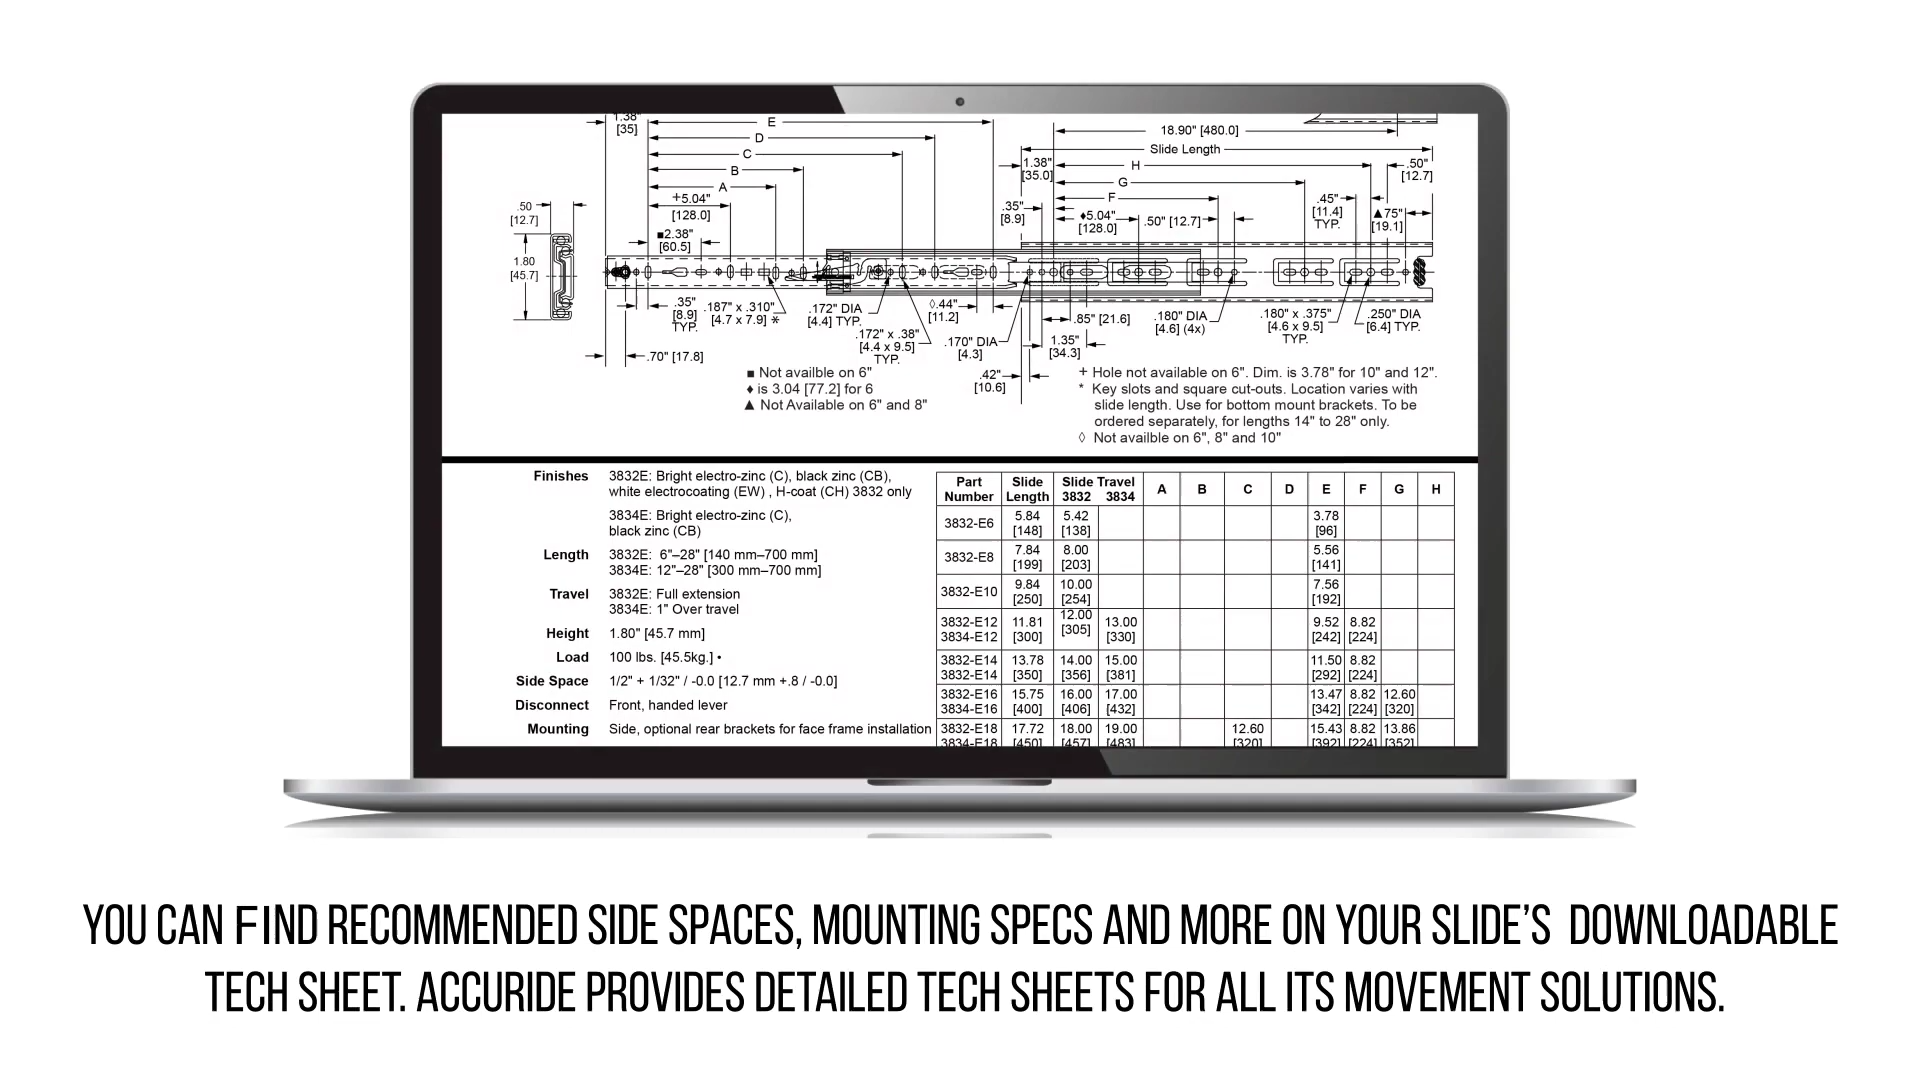 1.38"
[35]
E
D
C
B
A
+5.04"
[128.0]
■2.38"
[60.5]
.50
[12.7]
1.80
[45.7]
18.90" [480.0]
Slide Length
1.38"
[35.0]
H
G
F
.50"
[12.7]
.35"
[8.9]
♦5.04"
[128.0]
.50" [12.7]
.45"
[11.4]
TYP.
▲75"
[19.1]
.35"
[8.9]
TYP.
.187" x .310"
[4.7 x 7.9] *
.172" DIA
[4.4] TYP.
.172" x .38"
[4.4 x 9.5]
TYP.
◊.44"
[11.2]
.170" DIA
[4.3]
.85" [21.6]
1.35"
[34.3]
.180" DIA
[4.6] (4x)
.180" x .375"
[4.6 x 9.5]
TYP.
.250" DIA
[6.4] TYP.
.70" [17.8]
.42"
[10.6]
■ Not availble on 6"
♦ is 3.04 [77.2] for 6
▲ Not Available on 6" and 8"
+ Hole not available on 6". Dim. is 3.78" for 10" and 12".
* Key slots and square cut-outs. Location varies with
slide length. Use for bottom mount brackets. To be
ordered separately, for lengths 14" to 28" only.
◊ Not availble on 6", 8" and 10"
Finishes 3832E: Bright electro-zinc (C), black zinc (CB),
white electrocoating (EW) , H-coat (CH) 3832 only
3834E: Bright electro-zinc (C),
black zinc (CB)
Length 3832E: 6"–28" [140 mm–700 mm]
3834E: 12"–28" [300 mm–700 mm]
Travel 3832E: Full extension
3834E: 1" Over travel
Height 1.80" [45.7 mm]
Load 100 lbs. [45.5kg.] •
Side Space 1/2" + 1/32" / -0.0 [12.7 mm +.8 / -0.0]
Disconnect Front, handed lever
Mounting Side, optional rear brackets for face frame installation
Part Slide Slide Travel A B C D E F G H
Number Length 3832 3834
3832-E6 5.84 5.42 3.78
[148] [138] [96]
3832-E8 7.84 8.00 5.56
[199] [203] [141]
3832-E10 9.84 10.00 7.56
[250] [254] [192]
3832-E12 11.81 12.00 13.00 9.52 8.82
3834-E12 [300] [305] [330] [242] [224]
3832-E14 13.78 14.00 15.00 11.50 8.82
3832-E14 [350] [356] [381] [292] [224]
3832-E16 15.75 16.00 17.00 13.47 8.82 12.60
3834-E16 [400] [406] [432] [342] [224] [320]
3832-E18 17.72 18.00 19.00 12.60 15.43 8.82 13.86
3834-E18 [450] [457] [483] [320] [392] [224] [352]
YOU CAN FIND RECOMMENDED SIDE SPACES, MOUNTING SPECS AND MORE ON YOUR SLIDE'S DOWNLOADABLE
TECH SHEET. ACCURIDE PROVIDES DETAILED TECH SHEETS FOR ALL ITS MOVEMENT SOLUTIONS.